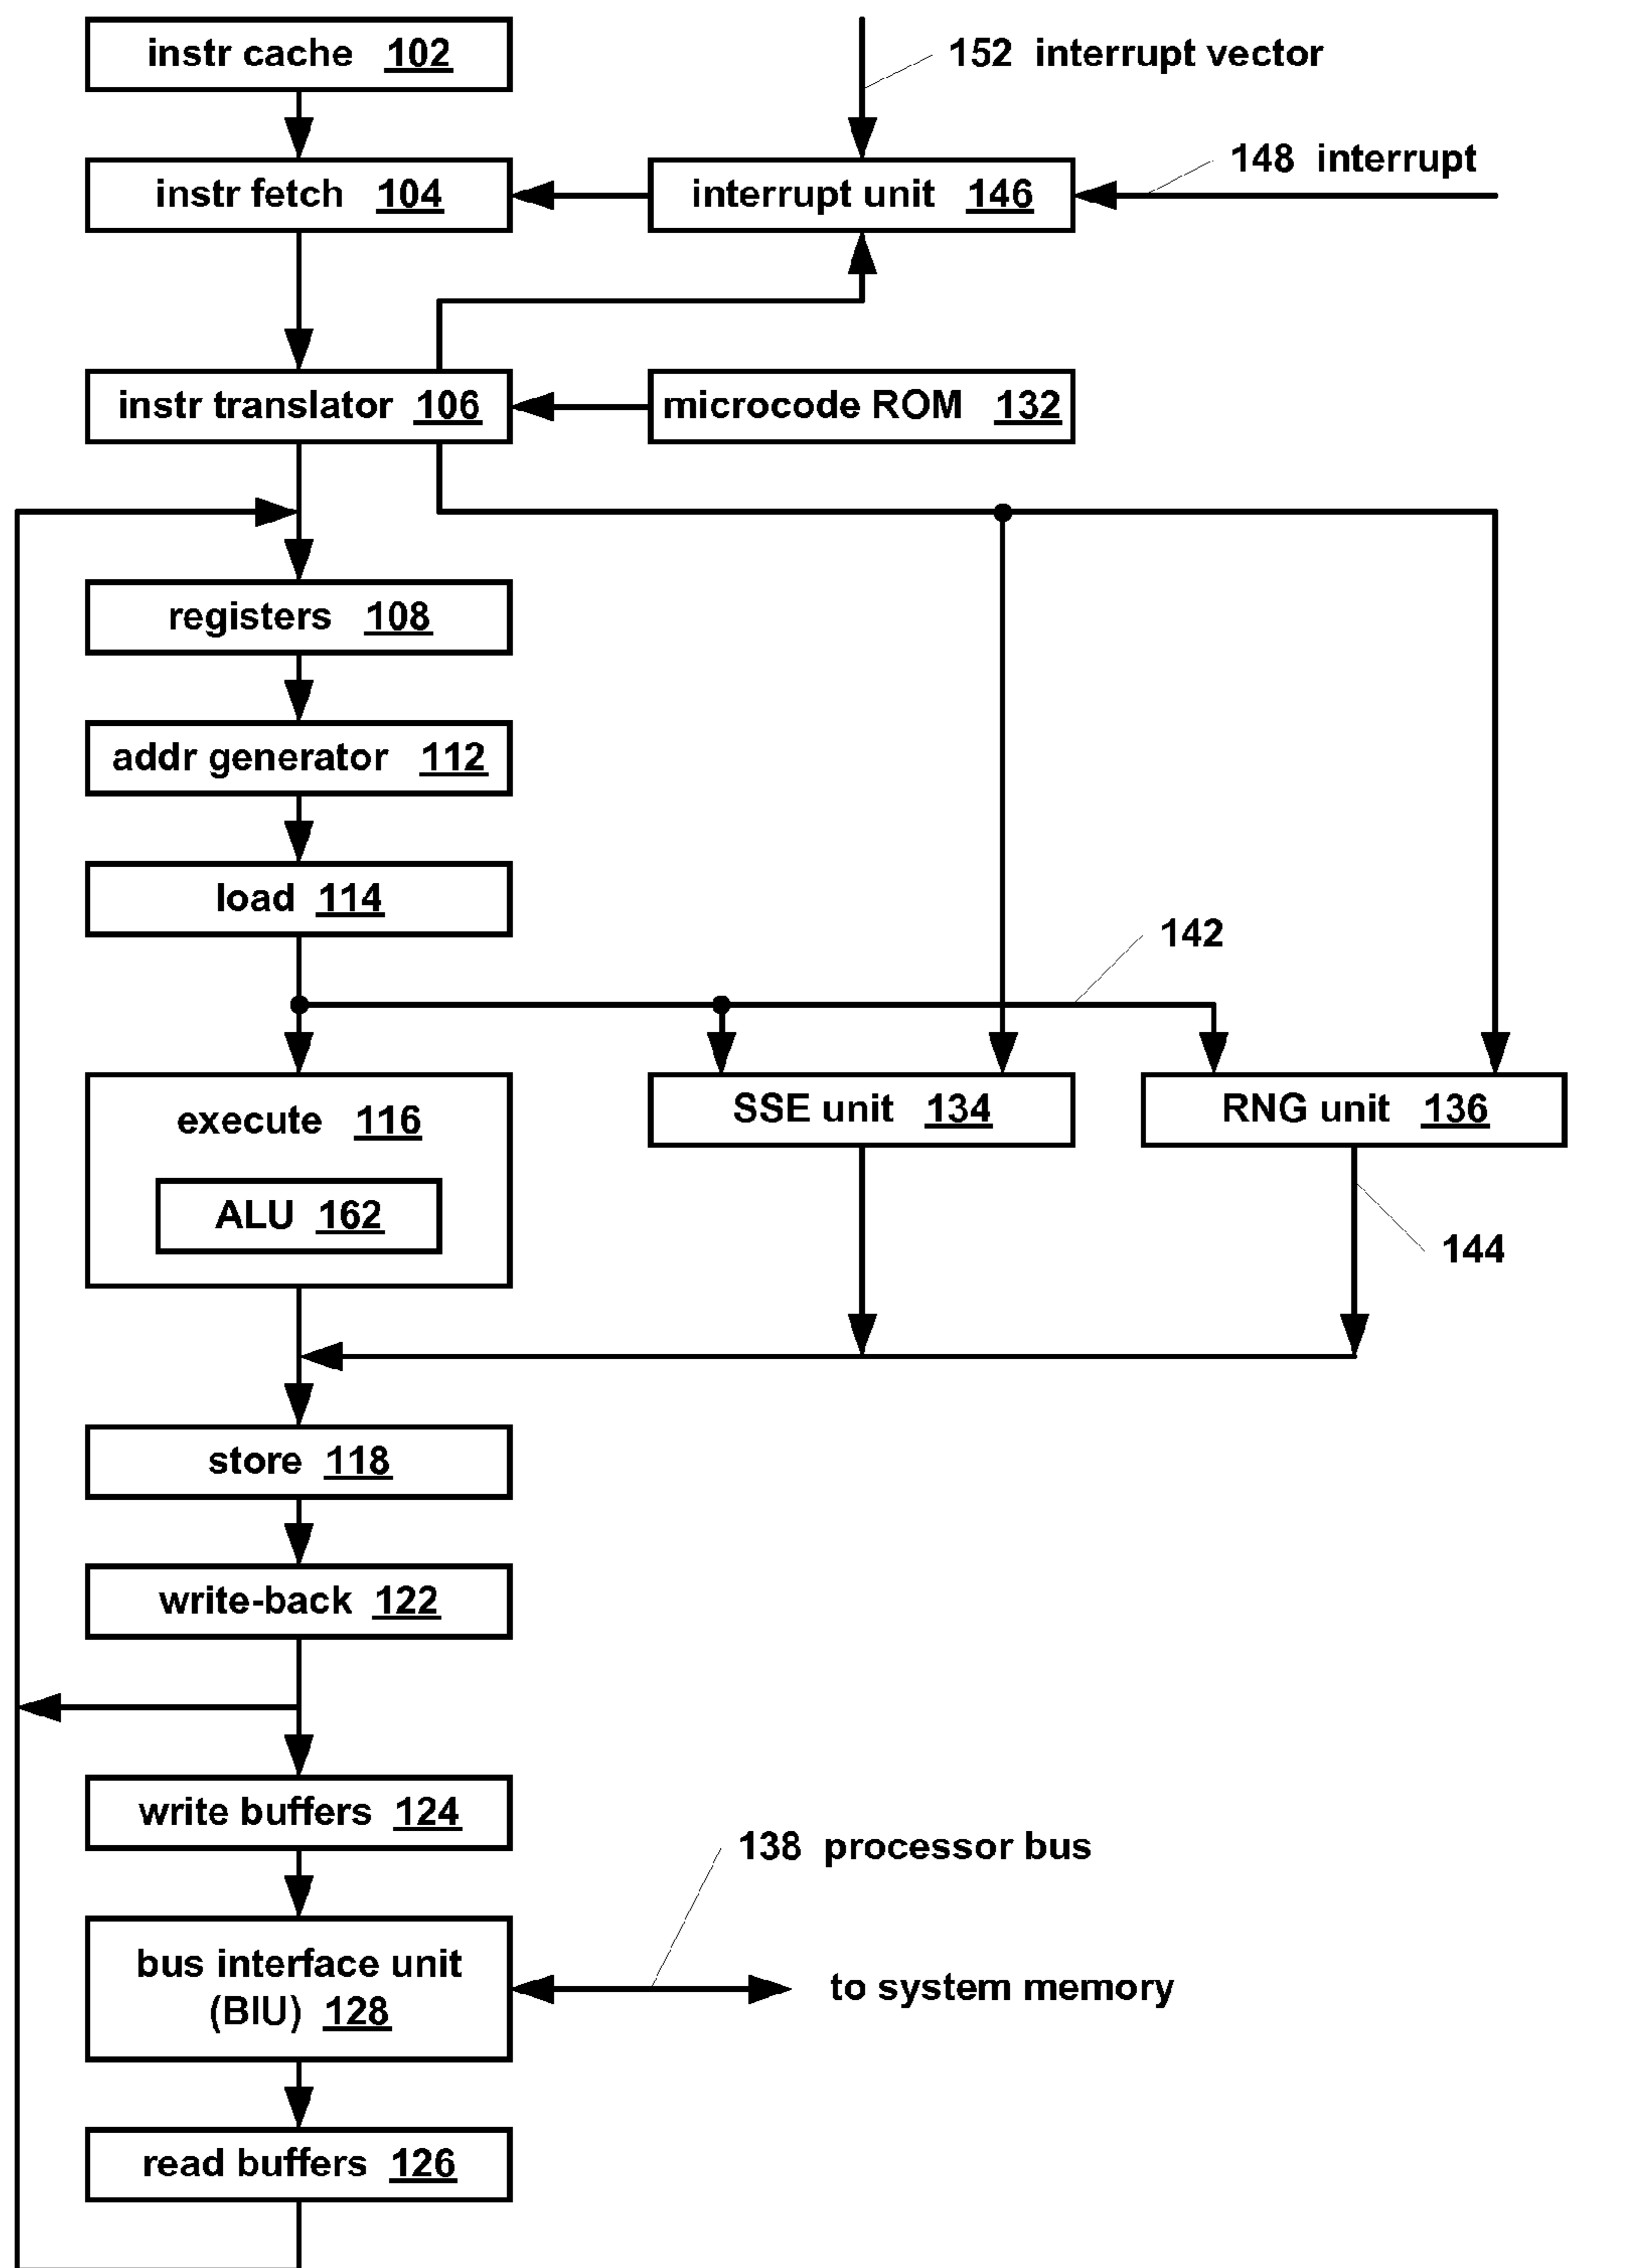 instr cache 102
152 interrupt vector
148 interrupt
instr fetch 104
interrupt unit 146
instr translator 106
microcode ROM 132
registers 108
addr generator 112
load 114
142
execute 116
SSE unit 134
RNG unit 136
ALU 162
144
store 118
write-back 122
write buffers 124
138 processor bus
bus interface unit
(BIU) 128
to system memory
read buffers 126